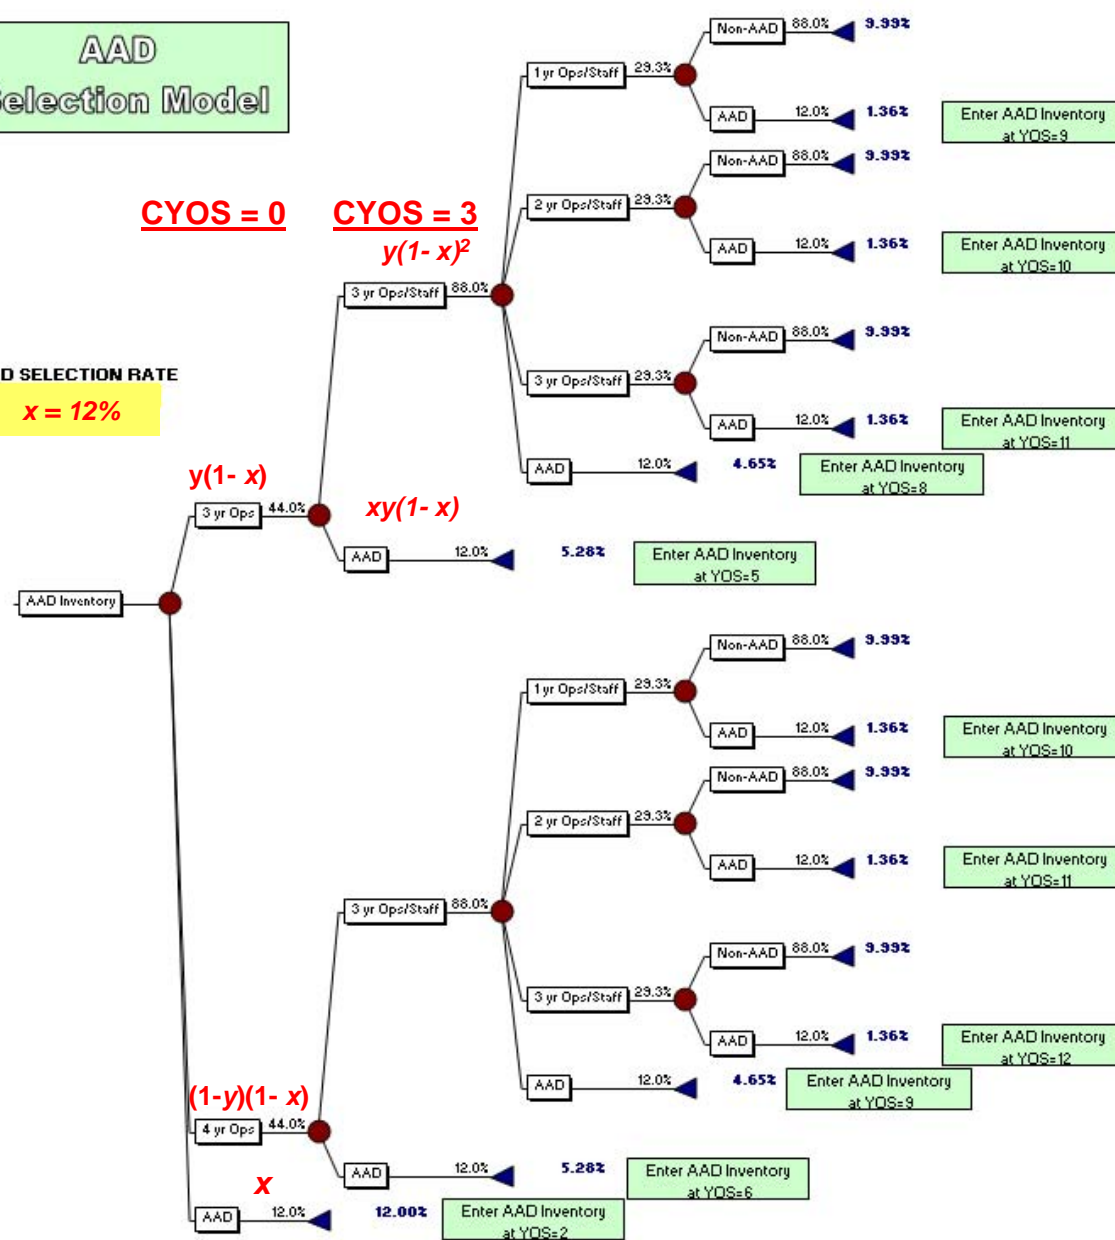 AAD
Selection Model
CYOS = 0
CYOS = 3
y(1- x)²
D SELECTION RATE
x = 12%
y(1- x)
xy(1- x)
(1-y)(1- x)
x
AAD Inventory
3 yr Ops 44.0%
3 yr Ops/Staff 88.0%
1 yr Ops/Staff 29.3%
Non-AAD 88.0% 9.99%
AAD 12.0% 1.36%
Enter AAD Inventory
at YOS=9
2 yr Ops/Staff 29.3%
Non-AAD 88.0% 9.99%
AAD 12.0% 1.36%
Enter AAD Inventory
at YOS=10
3 yr Ops/Staff 29.3%
Non-AAD 88.0% 9.99%
AAD 12.0% 1.36%
Enter AAD Inventory
at YOS=11
AAD 12.0% 4.65%
Enter AAD Inventory
at YOS=8
AAD 12.0% 5.28%
Enter AAD Inventory
at YOS=5
4 yr Ops 44.0%
3 yr Ops/Staff 88.0%
1 yr Ops/Staff 29.3%
Non-AAD 88.0% 9.99%
AAD 12.0% 1.36%
Enter AAD Inventory
at YOS=10
2 yr Ops/Staff 29.3%
Non-AAD 88.0% 9.99%
AAD 12.0% 1.36%
Enter AAD Inventory
at YOS=11
3 yr Ops/Staff 29.3%
Non-AAD 88.0% 9.99%
AAD 12.0% 1.36%
Enter AAD Inventory
at YOS=12
AAD 12.0% 4.65%
Enter AAD Inventory
at YOS=9
AAD 12.0% 5.28%
Enter AAD Inventory
at YOS=6
AAD 12.0% 12.00%
Enter AAD Inventory
at YOS=2